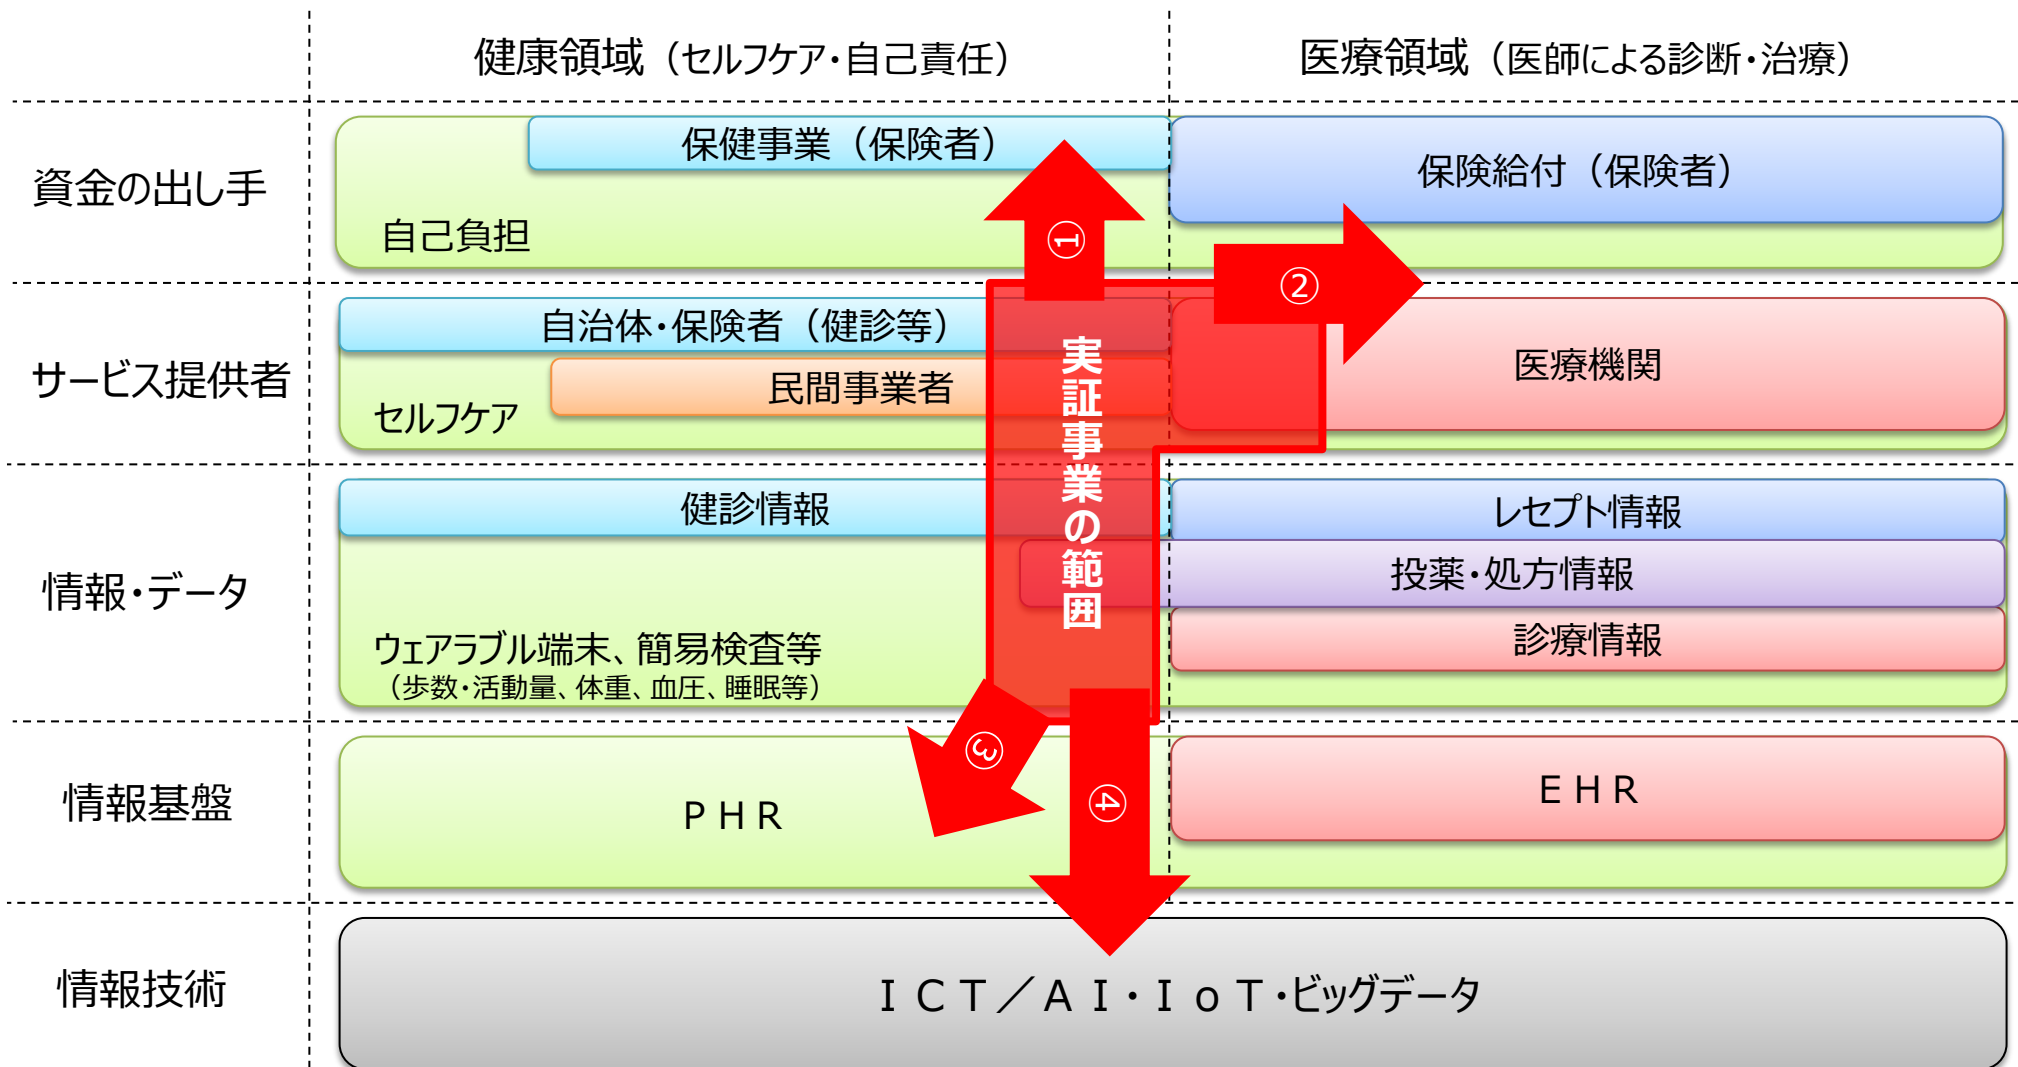 健康領域（セルフケア・自己責任）
医療領域（医師による診断・治療）
資金の出し手
保健事業（保険者）
保険給付（保険者）
自己負担
①
②
サービス提供者
自治体・保険者（健診等）
民間事業者
セルフケア
医療機関
実証事業の範囲
情報・データ
健診情報
レセプト情報
投薬・処方情報
診療情報
ウェアラブル端末、簡易検査等
（歩数・活動量、体重、血圧、睡眠等）
③
④
情報基盤
ＰＨＲ
ＥＨＲ
情報技術
ＩＣＴ／ＡＩ・ＩｏＴ・ビッグデータ